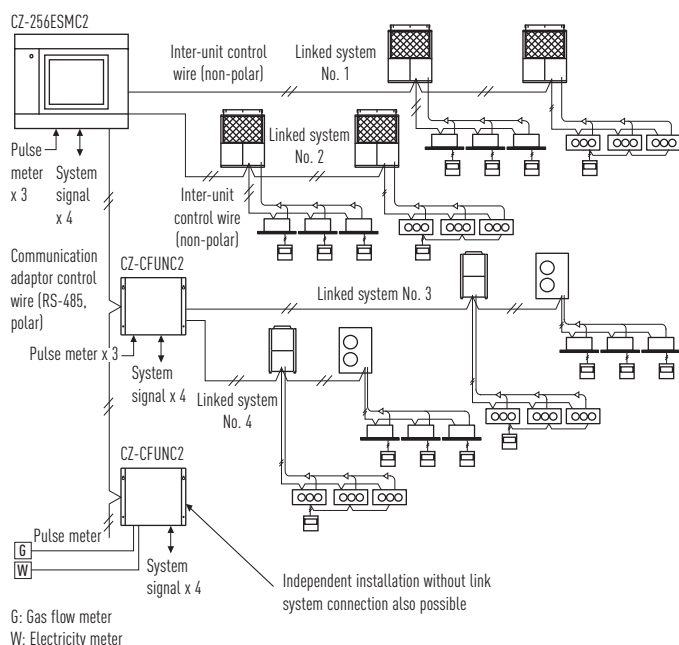 CZ-256ESMC2
Inter-unit control
wire (non-polar)
Linked system
No. 1
Pulse
meter
x 3
System
signal
x 4
Linked system
No. 2
Inter-unit
control wire
(non-polar)
Communication
adaptor control
wire (RS-485,
polar)
CZ-CFUNC2
Linked system No. 3
Pulse meter x 3
System
signal x 4
Linked system
No. 4
CZ-CFUNC2
Pulse meter
G
W
System
signal x 4
Independent installation without link
system connection also possible
G: Gas flow meter
W: Electricity meter